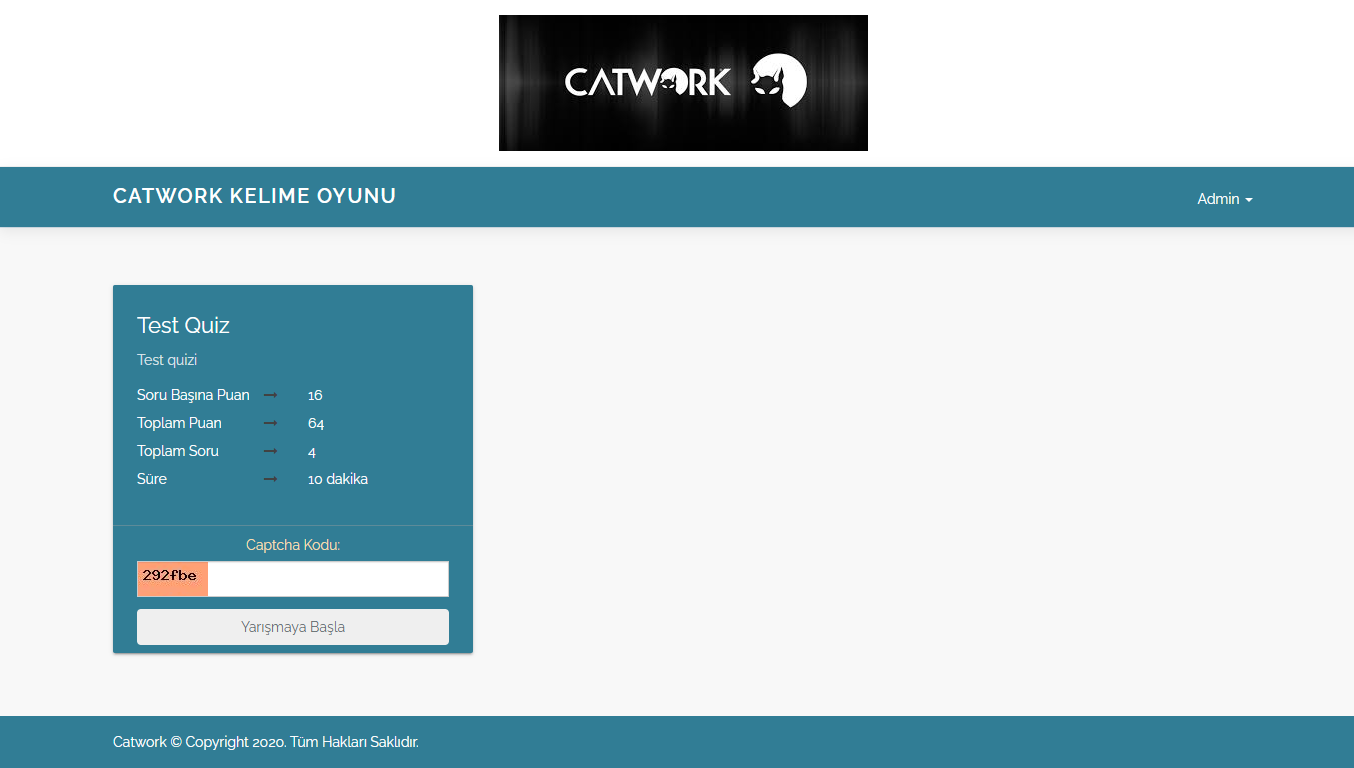 CATWORK
CATWORK KELIME OYUNU
Admin
Test Quiz
Test quizi
Soru Başına Puan → 16
Toplam Puan → 64
Toplam Soru → 4
Süre → 10 dakika
Captcha Kodu:
292fbe
Yarışmaya Başla
Catwork © Copyright 2020. Tüm Hakları Saklıdır.